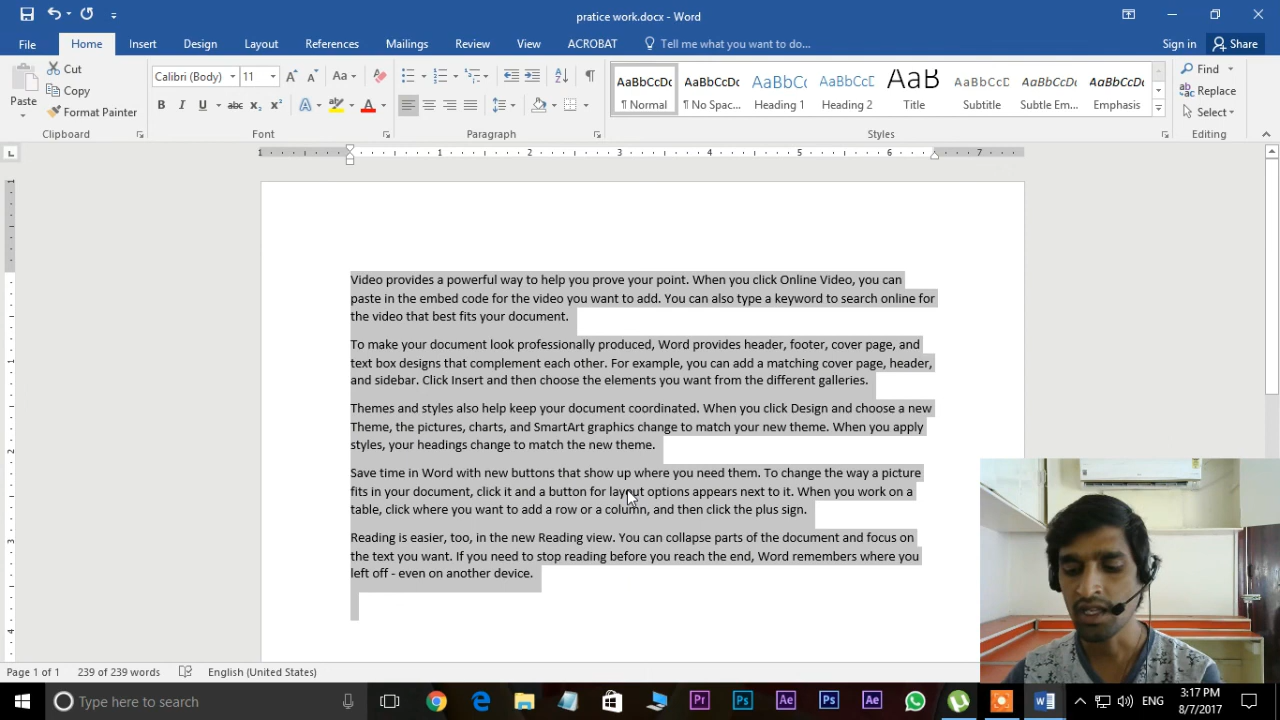 pratice work.docx - Word
File Home Insert Design Layout References Mailings Review View ACROBAT Tell me what you want to do... Sign in Share
Paste
Cut
Copy
Format Painter
Clipboard
Calibri (Body) 11
Font
Paragraph
AaBbCcDc AaBbCcDc AaBbCc AaBbCcD AaB AaBbCcD AaBbCcDc AaBbCcDc
¶ Normal ¶ No Spac... Heading 1 Heading 2 Title Subtitle Subtle Em... Emphasis
Styles
Find
Replace
Select
Editing
1 1 2 3 4 5 6 7
Video provides a powerful way to help you prove your point. When you click Online Video, you can
paste in the embed code for the video you want to add. You can also type a keyword to search online for
the video that best fits your document.
To make your document look professionally produced, Word provides header, footer, cover page, and
text box designs that complement each other. For example, you can add a matching cover page, header,
and sidebar. Click Insert and then choose the elements you want from the different galleries.
Themes and styles also help keep your document coordinated. When you click Design and choose a new
Theme, the pictures, charts, and SmartArt graphics change to match your new theme. When you apply
styles, your headings change to match the new theme.
Save time in Word with new buttons that show up where you need them. To change the way a picture
fits in your document, click it and a button for layout options appears next to it. When you work on a
table, click where you want to add a row or a column, and then click the plus sign.
Reading is easier, too, in the new Reading view. You can collapse parts of the document and focus on
the text you want. If you need to stop reading before you reach the end, Word remembers where you
left off - even on another device.
Page 1 of 1 239 of 239 words English (United States)
Type here to search
ENG
3:17 PM
8/7/2017